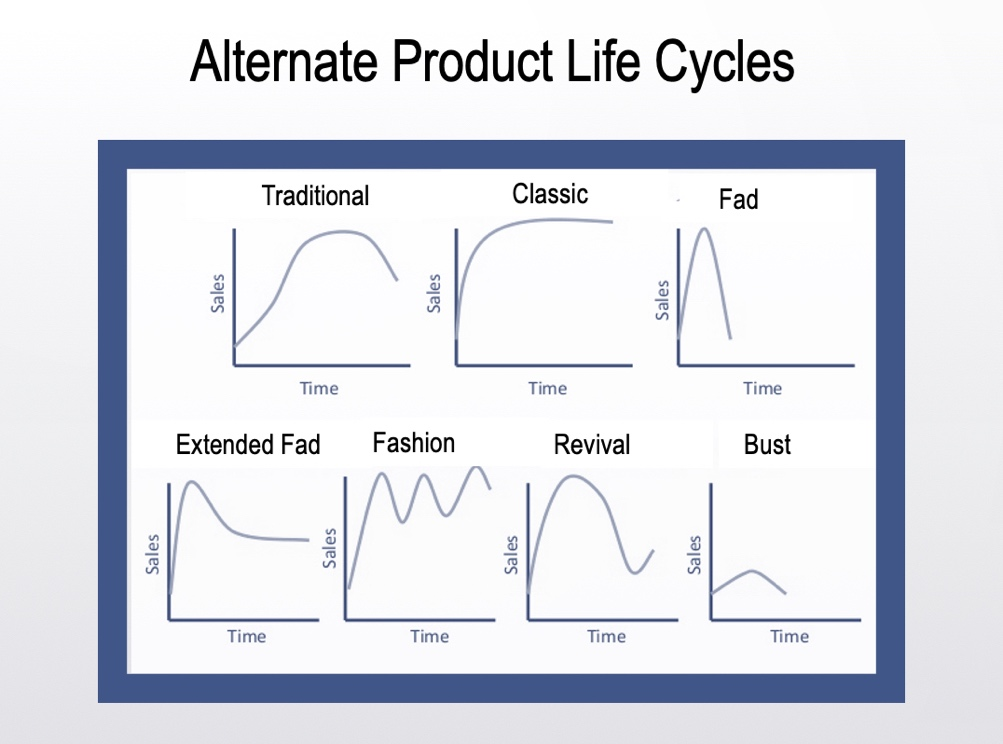 Alternate Product Life Cycles
Traditional
Classic
Fad
Sales
Sales
Sales
Time
Time
Time
Extended Fad
Fashion
Revival
Bust
Sales
Sales
Sales
Sales
Time
Time
Time
Time